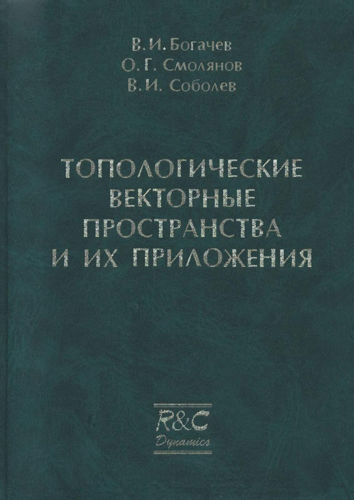 В. И. Богачев
О. Г. Смолянов
В. И. Соболев
ТОПОЛОГИЧЕСКИЕ
ВЕКТОРНЫЕ
ПРОСТРАНСТВА
И ИХ ПРИЛОЖЕНИЯ
R&C
Dynamics